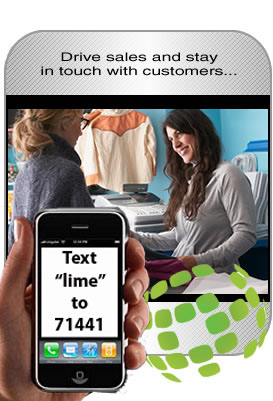 Drive sales and stay
in touch with customers...
Text
"lime"
to
71441